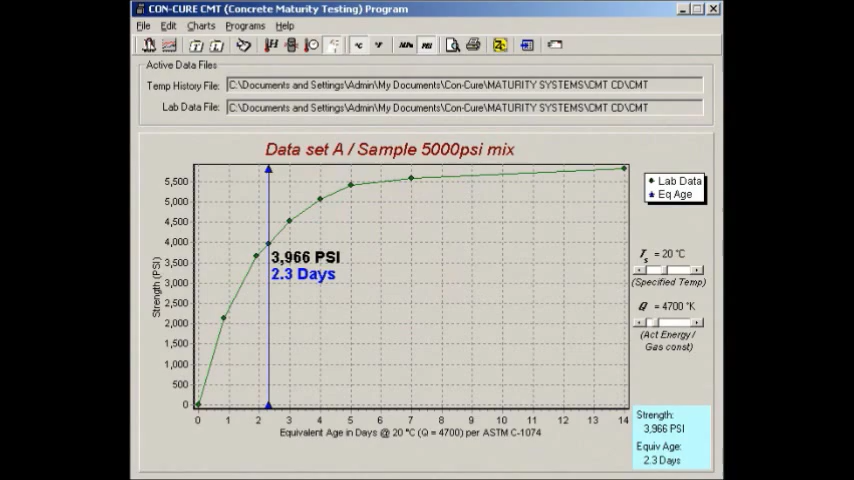 CON-CURE CMT (Concrete Maturity Testing) Program
File Edit Charts Programs Help
°C °F MPa PSI
Active Data Files
Temp History File: C:\Documents and Settings\Admin\My Documents\Con-Cure\MATURITY SYSTEMS\CMT CD\CMT
Lab Data File: C:\Documents and Settings\Admin\My Documents\Con-Cure\MATURITY SYSTEMS\CMT CD\CMT
Data set A / Sample 5000psi mix
5,500
5,000
4,500
4,000
3,500
3,000
2,500
2,000
1,500
1,000
500
0
Strength (PSI)
3,966 PSI
2.3 Days
0 1 2 3 4 5 6 7 8 9 10 11 12 13 14
Equivalent Age in Days @ 20 °C (Q = 4700) per ASTM C-1074
Lab Data
Eq Age
Ts = 20 °C
(Specified Temp)
Q = 4700 °K
(Act Energy /
Gas const)
Strength:
3,966 PSI
Equiv Age:
2.3 Days